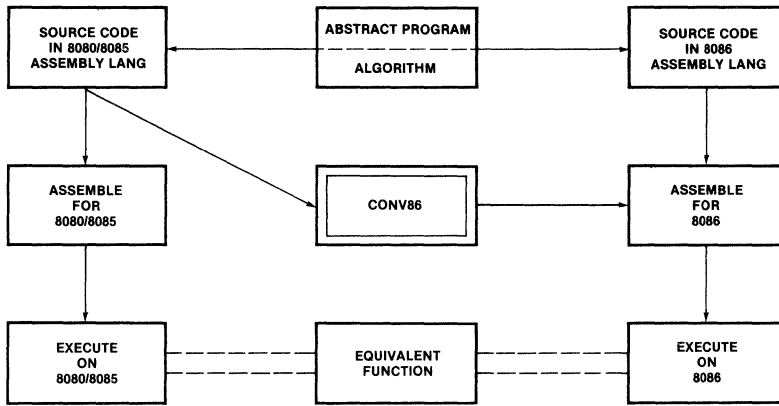 SOURCE CODE
IN 8080/8085
ASSEMBLY LANG
ABSTRACT PROGRAM
ALGORITHM
SOURCE CODE
IN 8086
ASSEMBLY LANG
ASSEMBLE
FOR
8080/8085
CONV86
ASSEMBLE
FOR
8086
EXECUTE
ON
8080/8085
EQUIVALENT
FUNCTION
EXECUTE
ON
8086